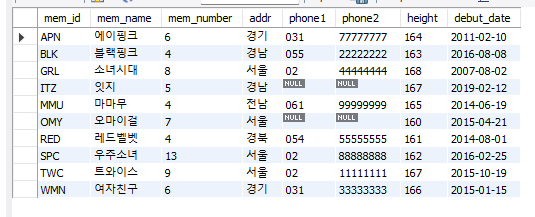 mem_id mem_name mem_number addr phone1 phone2 height debut_date
APN 에이핑크 6 경기 031 77777777 164 2011-02-10
BLK 블랙핑크 4 경남 055 22222222 163 2016-08-08
GRL 소녀시대 8 서울 02 44444444 168 2007-08-02
ITZ 잇지 5 경남 NULL NULL 167 2019-02-12
MMU 마마무 4 전남 061 99999999 165 2014-06-19
OMY 오마이걸 7 서울 NULL NULL 160 2015-04-21
RED 레드벨벳 4 경북 054 55555555 161 2014-08-01
SPC 우주소녀 13 서울 02 88888888 162 2016-02-25
TWC 트와이스 9 서울 02 11111111 167 2015-10-19
WMN 여자친구 6 경기 031 33333333 166 2015-01-15